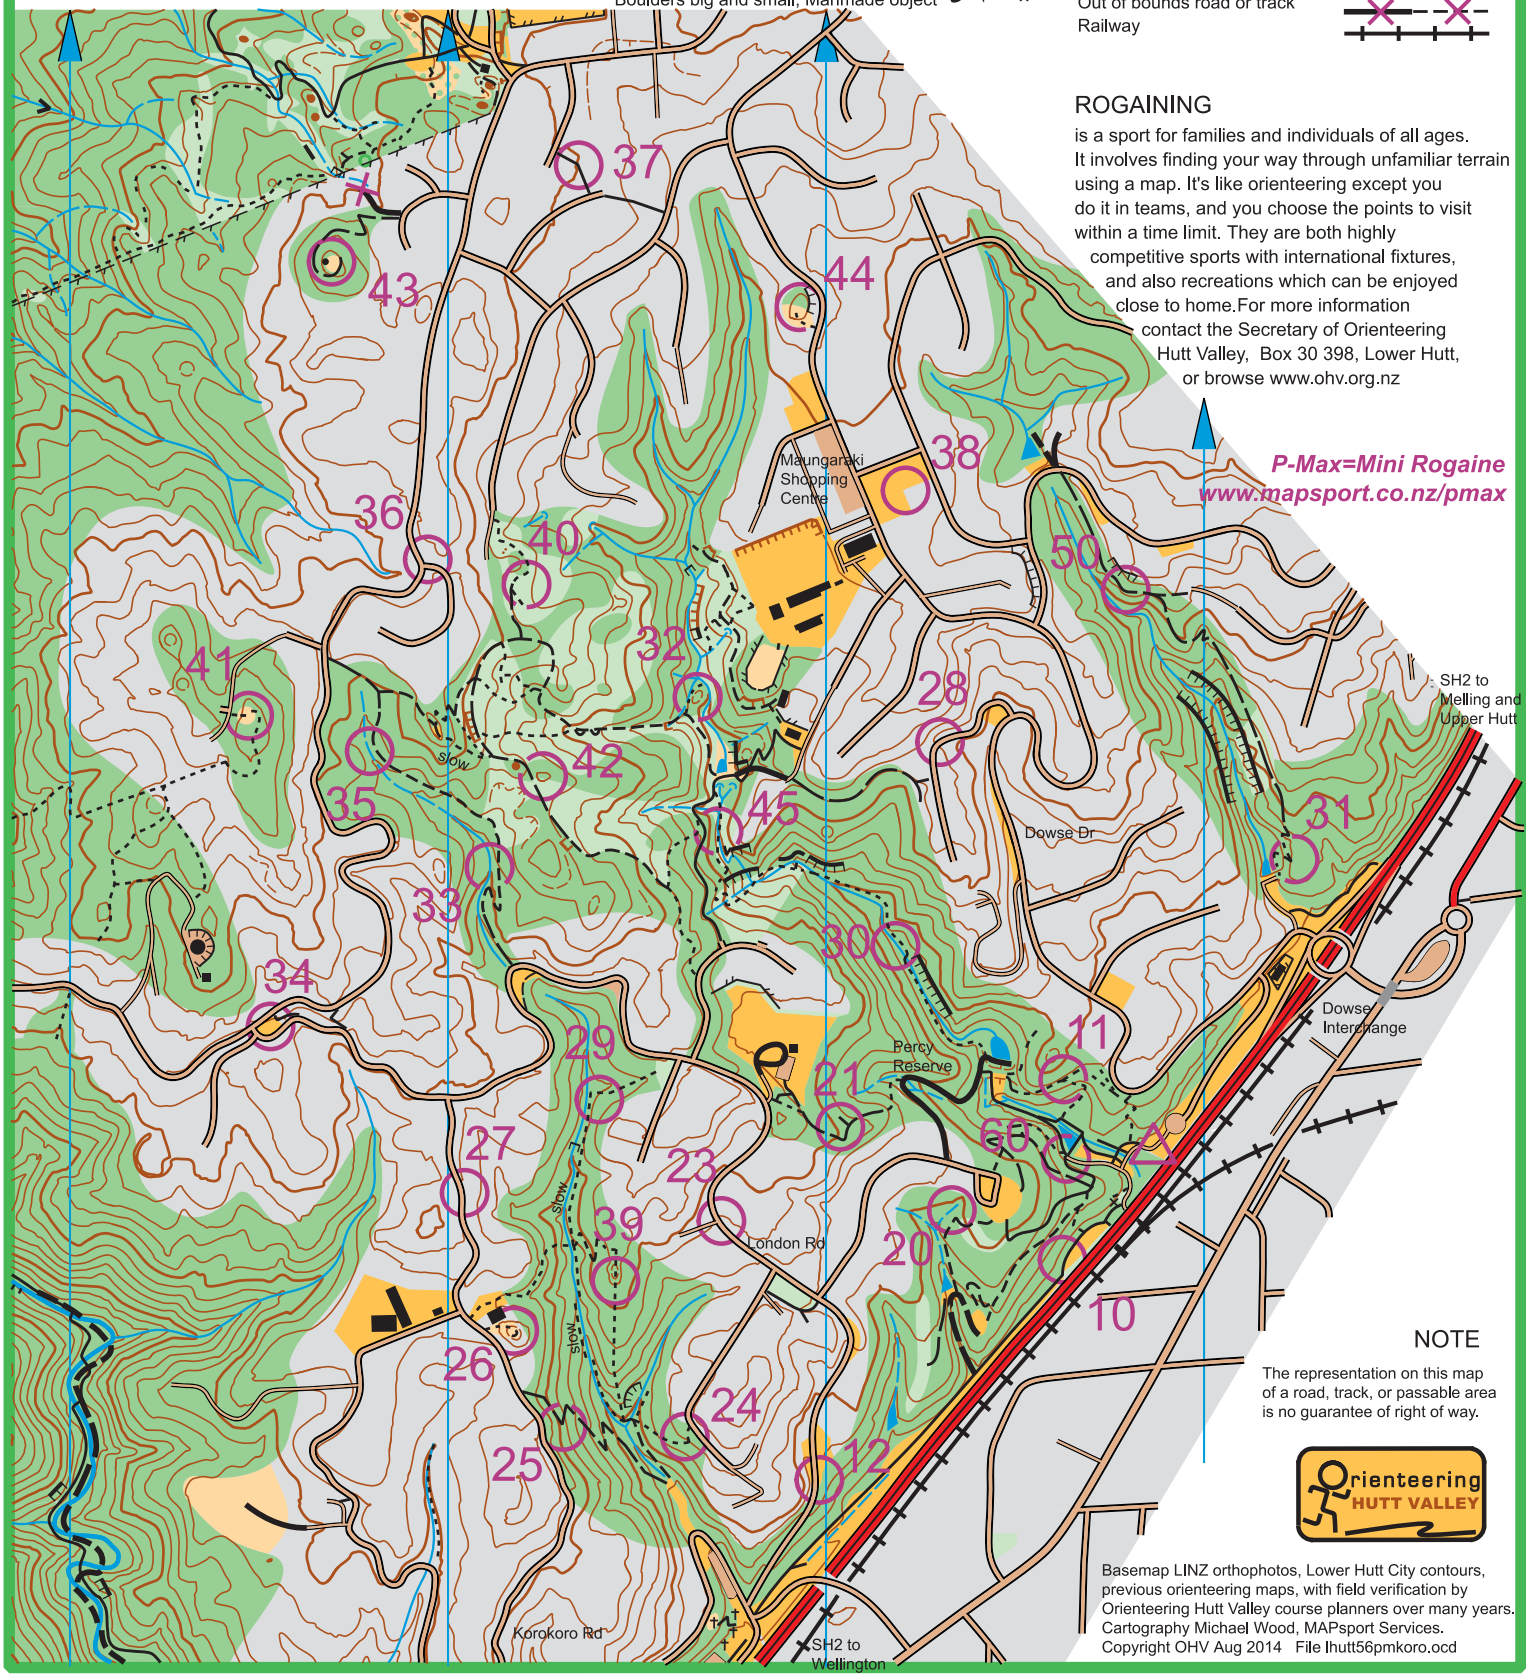 Boulders big and small, Manmade object
Out of bounds road or track
Railway
ROGAINING
is a sport for families and individuals of all ages.
It involves finding your way through unfamiliar terrain
using a map. It's like orienteering except you
do it in teams, and you choose the points to visit
within a time limit. They are both highly
competitive sports with international fixtures,
and also recreations which can be enjoyed
close to home.For more information
contact the Secretary of Orienteering
Hutt Valley, Box 30 398, Lower Hutt,
or browse www.ohv.org.nz
P-Max=Mini Rogaine
www.mapsport.co.nz/pmax
37
43
44
38
Maungaraki
Shopping
Centre
36
40
50
32
41
28
SH2 to
Melling and
Upper Hutt
slow
42
35
45
31
Dowse Dr
33
30
34
Dowse
Interchange
29
11
Percy
Reserve
21
60
27
23
slow
39
London Rd
20
10
slow
26
NOTE
The representation on this map
of a road, track, or passable area
is no guarantee of right of way.
24
25
12
rienteering
HUTT VALLEY
Basemap LINZ orthophotos, Lower Hutt City contours,
previous orienteering maps, with field verification by
Orienteering Hutt Valley course planners over many years.
Cartography Michael Wood, MAPsport Services.
Copyright OHV Aug 2014 File lhutt56pmkoro.ocd
Korokoro Rd
SH2 to
Wellington